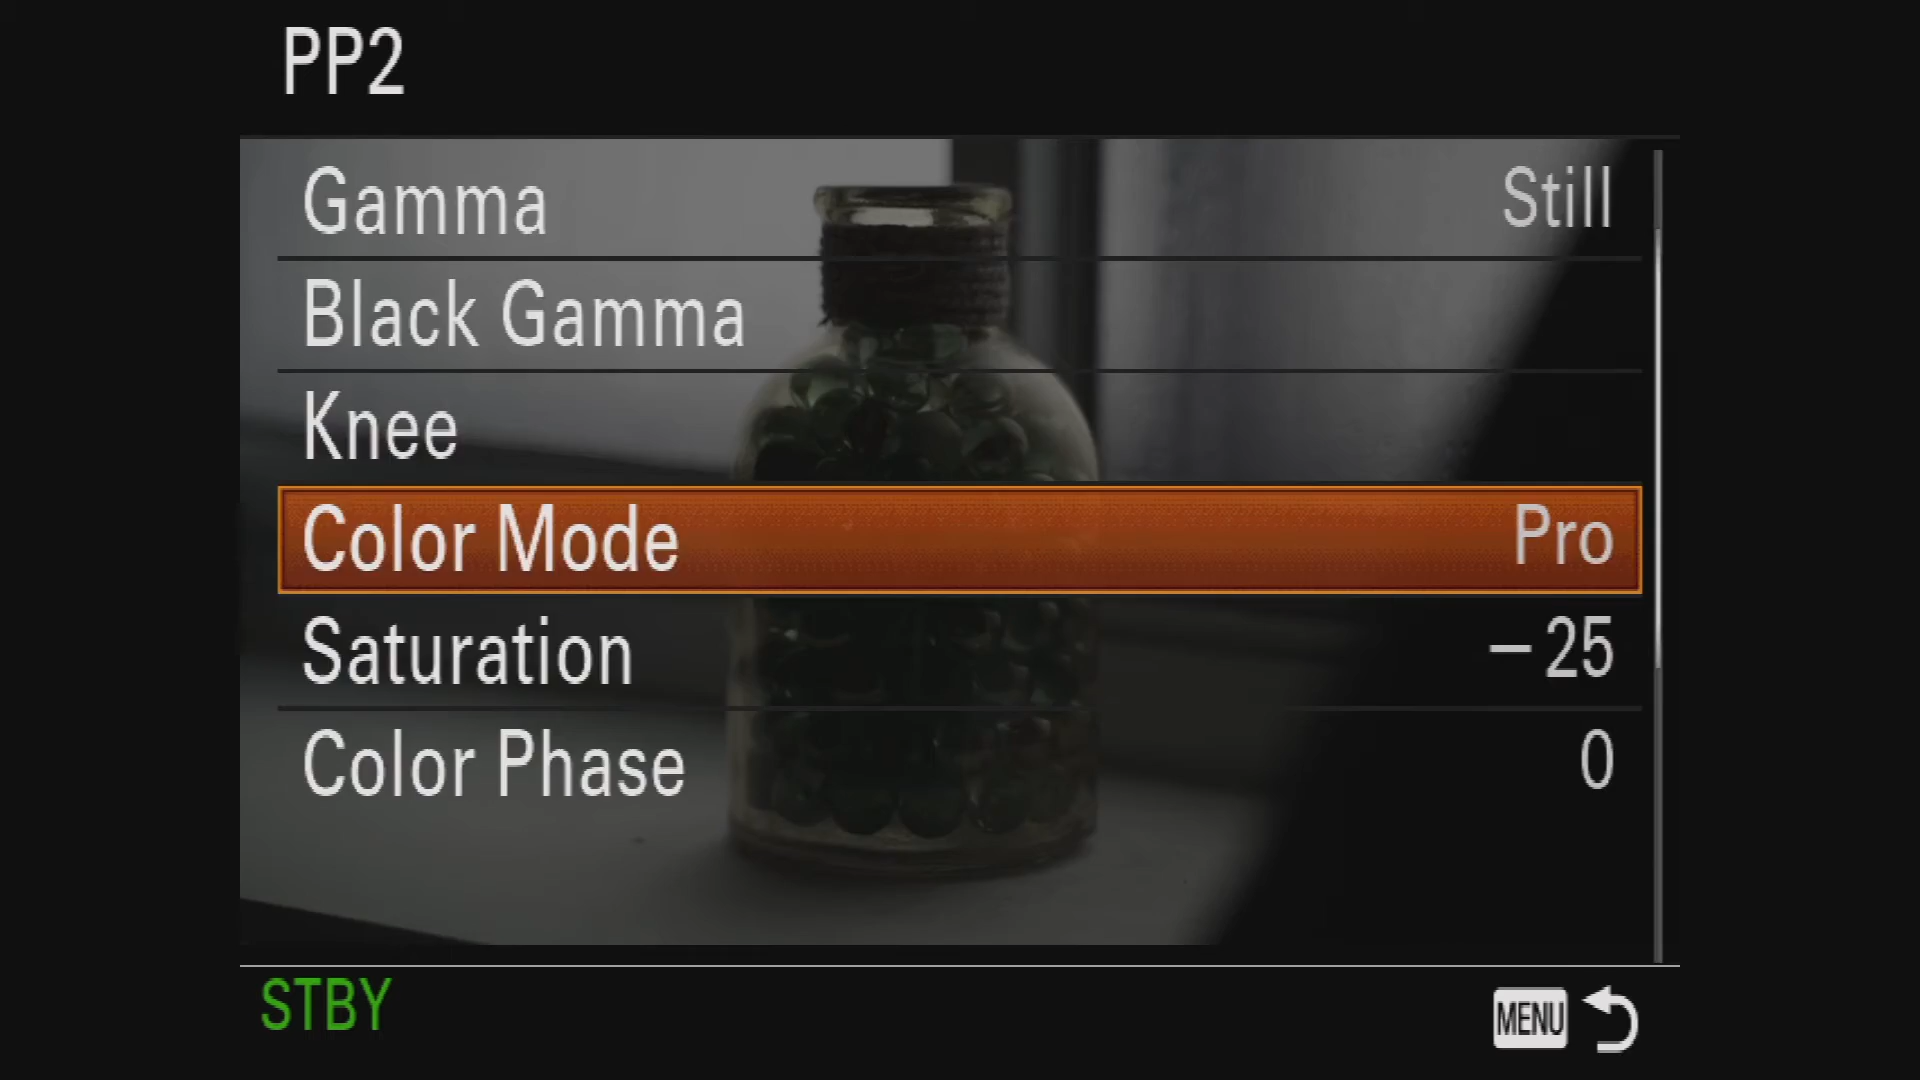 PP2
Gamma Still
Black Gamma
Knee
Color Mode Pro
Saturation −25
Color Phase 0
STBY MENU